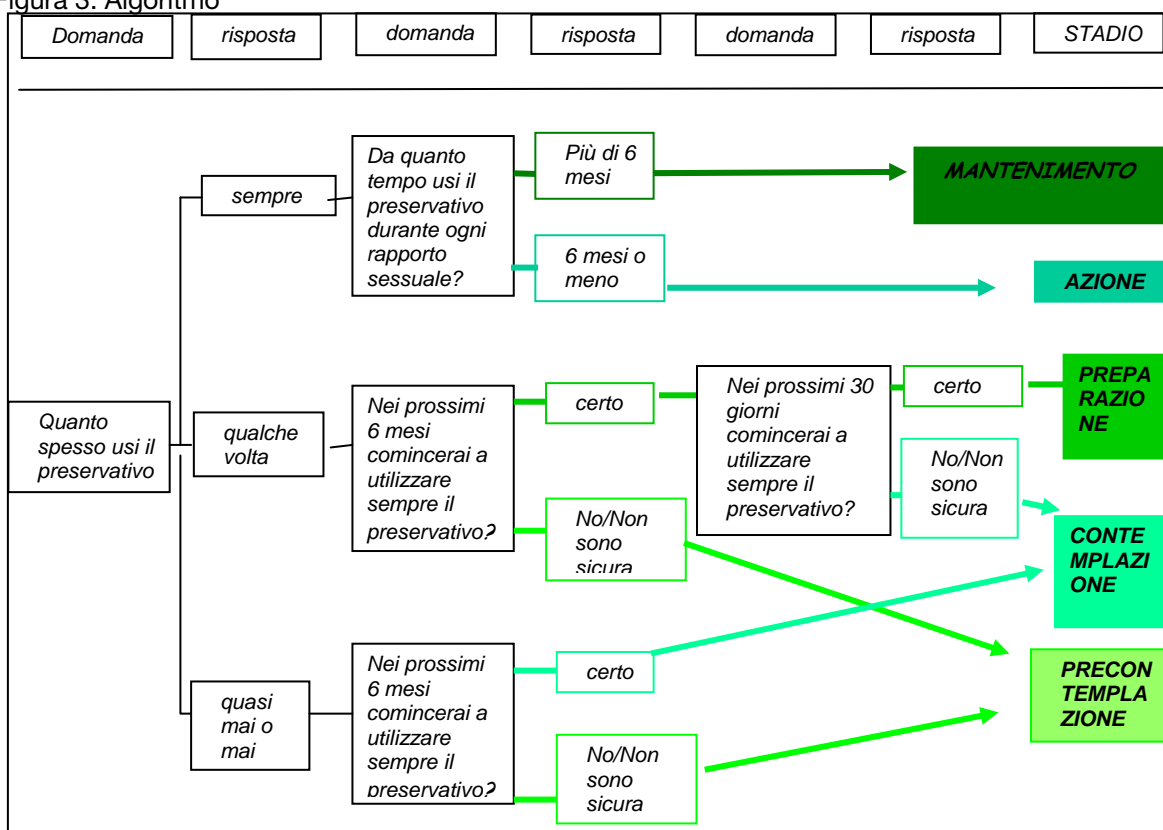 Figura 3. Algoritmo
Domanda
risposta
domanda
risposta
domanda
risposta
STADIO
Quanto
spesso usi il
preservativo
sempre
Da quanto
tempo usi il
preservativo
durante ogni
rapporto
sessuale?
Più di 6
mesi
MANTENIMENTO
6 mesi o
meno
AZIONE
qualche
volta
Nei prossimi
6 mesi
comincerai a
utilizzare
sempre il
preservativo?
certo
Nei prossimi 30
giorni
comincerai a
utilizzare
sempre il
preservativo?
certo
PREPA
RAZIO
NE
No/Non
sono
sicura
CONTE
MPLAZI
ONE
No/Non
sono
sicura
quasi
mai o
mai
Nei prossimi
6 mesi
comincerai a
utilizzare
sempre il
preservativo?
certo
No/Non
sono
sicura
PRECON
TEMPLA
ZIONE